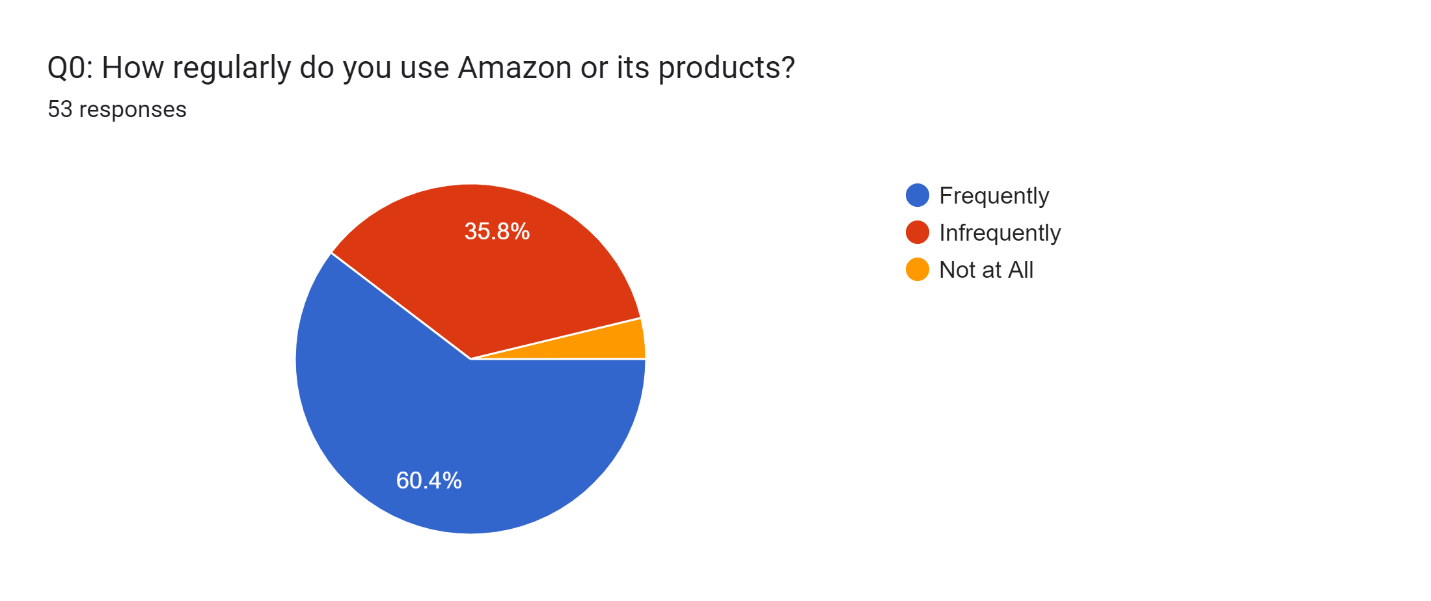 Q0: How regularly do you use Amazon or its products?
53 responses
35.8%
60.4%
Frequently
Infrequently
Not at All